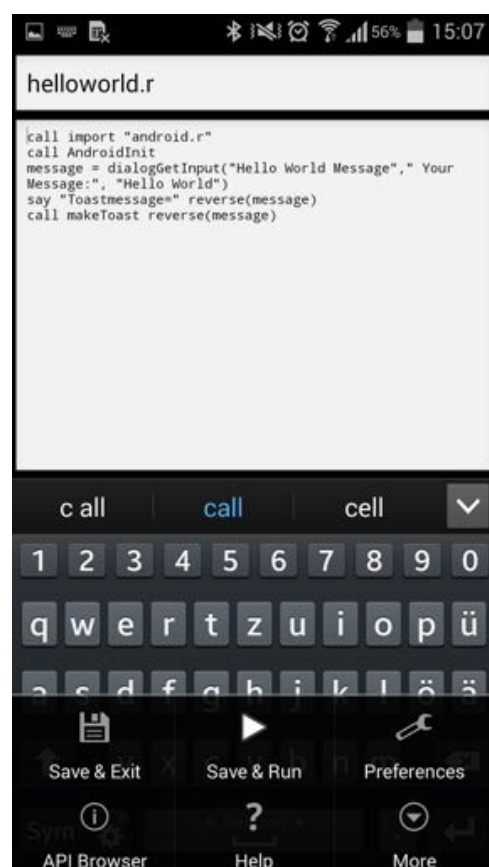 56% 15:07
helloworld.r
call import "android.r"
call AndroidInit
message = dialogGetInput("Hello World Message"," Your
Message:", "Hello World")
say "Toastmessage=" reverse(message)
call makeToast reverse(message)
c all call cell
1 2 3 4 5 6 7 8 9 0
q w e r t z u i o p ü
a s d f g h j k l ö ä
Save & Exit Save & Run Preferences
Sym
API Browser Help More